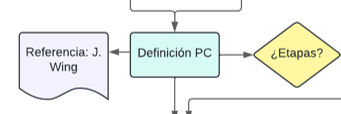 Referencia: J.
Wing
Definición PC
¿Etapas?